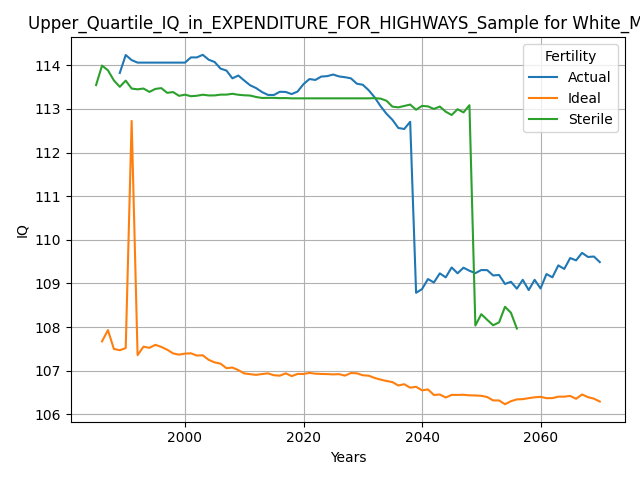 Upper_Quartile_IQ_in_EXPENDITURE_FOR_HIGHWAYS_Sample for White_M
Fertility
Actual
Ideal
Sterile
IQ
114
113
112
111
110
109
108
107
106
2000
2020
2040
2060
Years